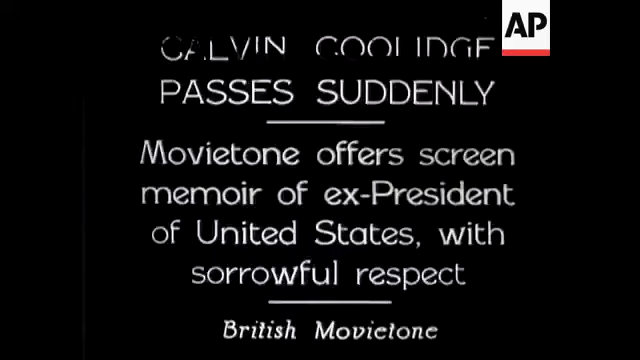 AP
CALVIN COOLIDGE
PASSES SUDDENLY
Movietone offers screen
memoir of ex-President
of United States, with
sorrowful respect
British Movietone